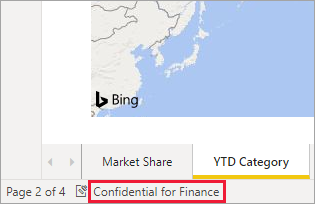 Bing
Market Share YTD Category
Page 2 of 4 Confidential for Finance